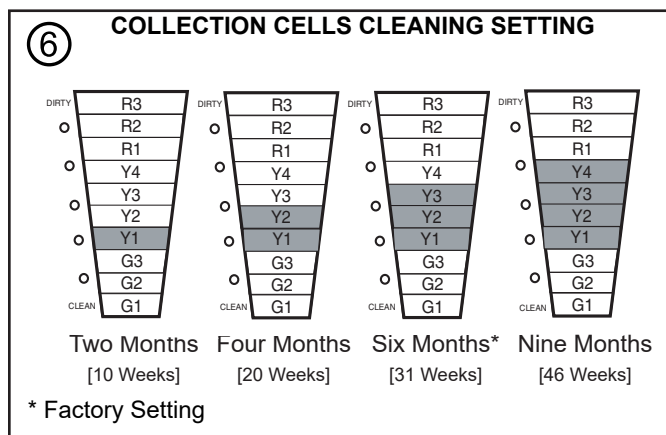 6
COLLECTION CELLS CLEANING SETTING
DIRTY
R3
R2
R1
Y4
Y3
Y2
Y1
G3
G2
CLEAN
G1
Two Months
[10 Weeks]
DIRTY
R3
R2
R1
Y4
Y3
Y2
Y1
G3
G2
CLEAN
G1
Four Months
[20 Weeks]
DIRTY
R3
R2
R1
Y4
Y3
Y2
Y1
G3
G2
CLEAN
G1
Six Months*
[31 Weeks]
DIRTY
R3
R2
R1
Y4
Y3
Y2
Y1
G3
G2
CLEAN
G1
Nine Months
[46 Weeks]
* Factory Setting